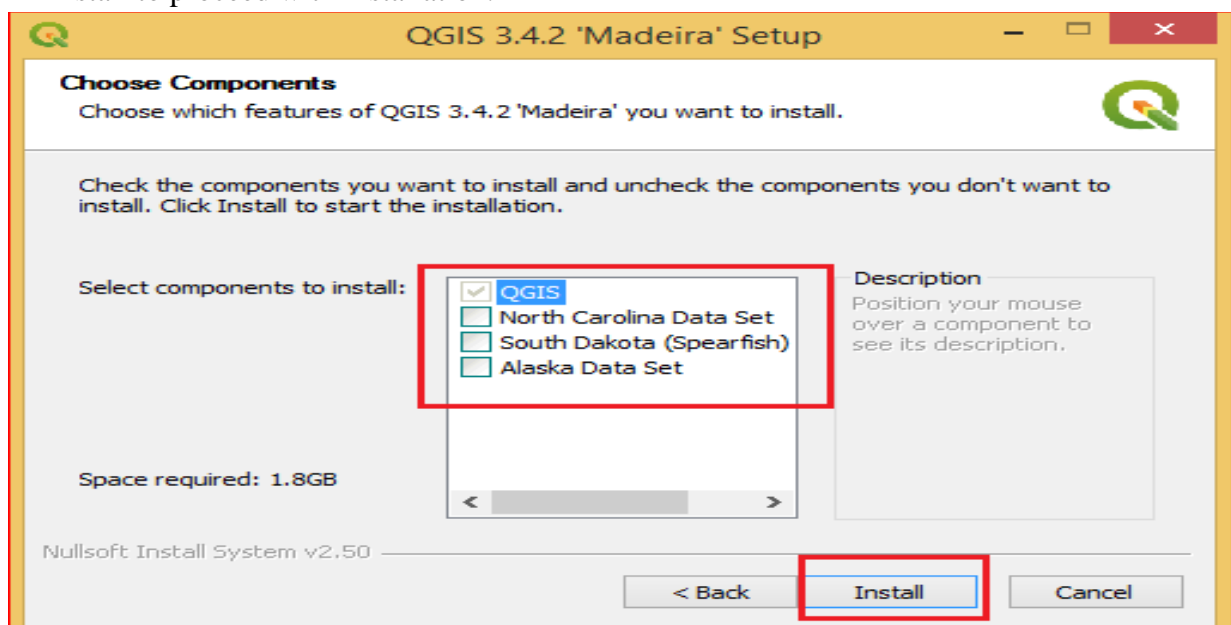 QGIS 3.4.2 'Madeira' Setup
Choose Components
Choose which features of QGIS 3.4.2 'Madeira' you want to install.
Check the components you want to install and uncheck the components you don't want to
install. Click Install to start the installation.
Select components to install:
QGIS
North Carolina Data Set
South Dakota (Spearfish)
Alaska Data Set
Description
Position your mouse
over a component to
see its description.
Space required: 1.8GB
Nullsoft Install System v2.50
< Back Install Cancel